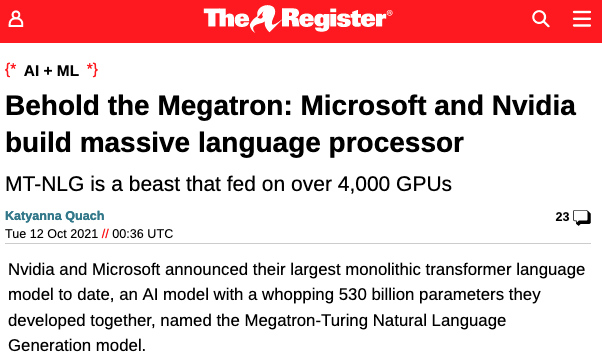 The Register®
{* AI + ML *}
Behold the Megatron: Microsoft and Nvidia
build massive language processor
MT-NLG is a beast that fed on over 4,000 GPUs
Katyanna Quach
23
Tue 12 Oct 2021 // 00:36 UTC
Nvidia and Microsoft announced their largest monolithic transformer language
model to date, an AI model with a whopping 530 billion parameters they
developed together, named the Megatron-Turing Natural Language
Generation model.